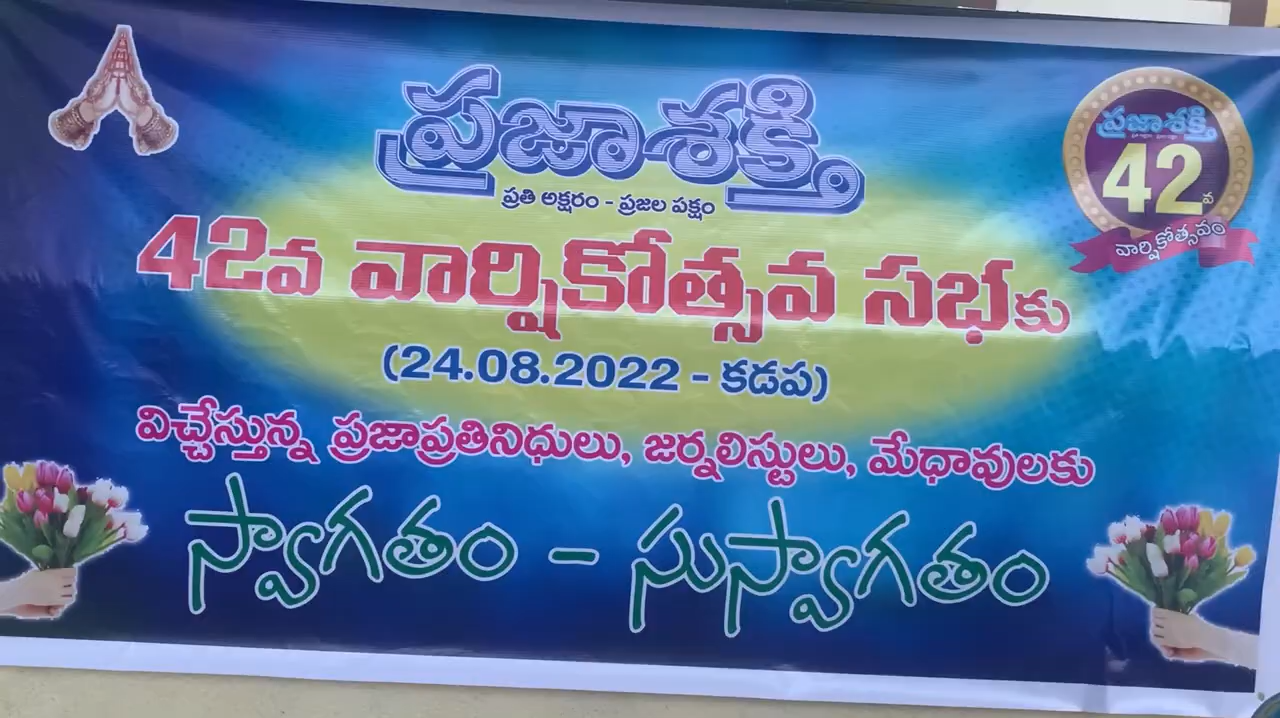 ప్రజాశక్తి
ప్రతి అక్షరం - ప్రజల పక్షం
42వ వార్షికోత్సవ సభకు
(24.08.2022 - కడప)
విచ్చేస్తున్న ప్రజాప్రతినిధులు, జర్నలిస్టులు, మేధావులకు
స్వాగతం - సుస్వాగతం
ప్రజాశక్తి
42వ
వార్షికోత్సవం